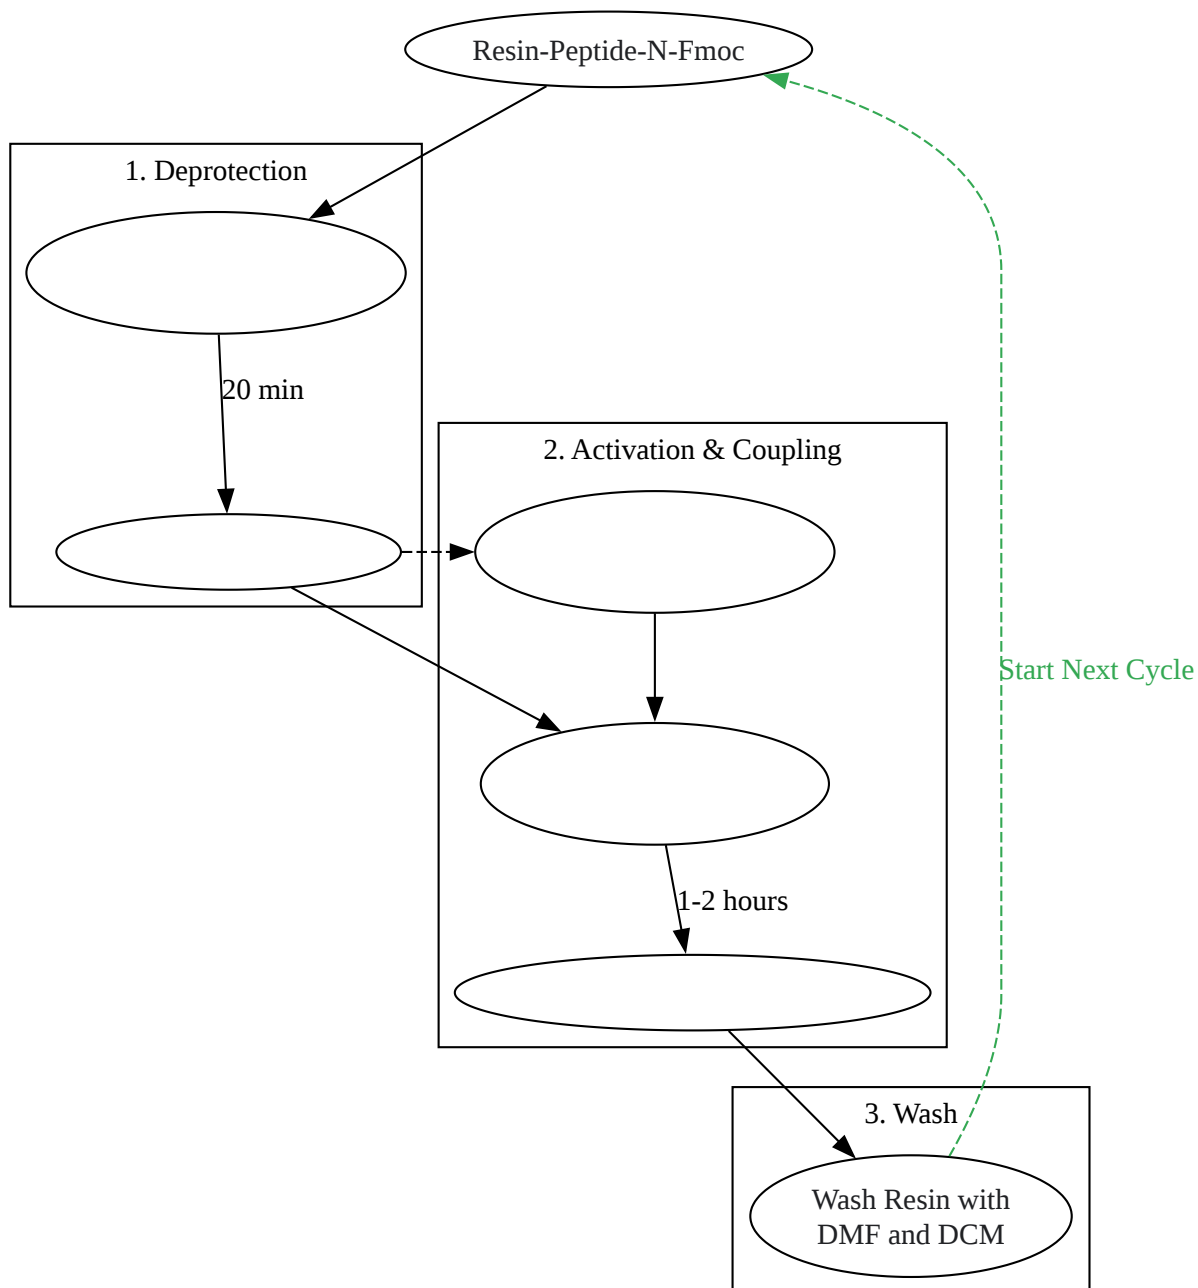 Resin-Peptide-N-Fmoc
1. Deprotection
20 min
2. Activation & Coupling
Start Next Cycle
1-2 hours
3. Wash
Wash Resin with
DMF and DCM